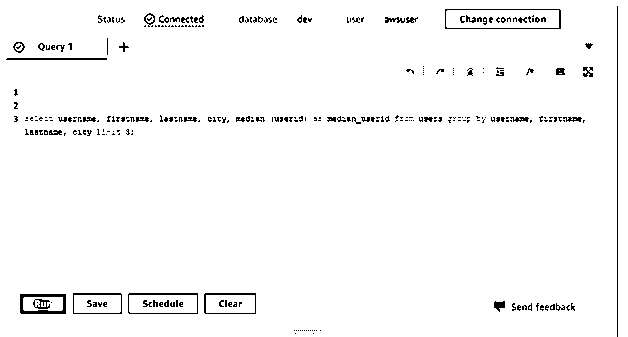 Status Connected database dev user awsuser Change connection
Query 1 +
1
2
3 select username, firstname, lastname, city, median (userid) as median_userid from users group by username, firstname,
lastname, city limit 3;
Run Save Schedule Clear Send feedback